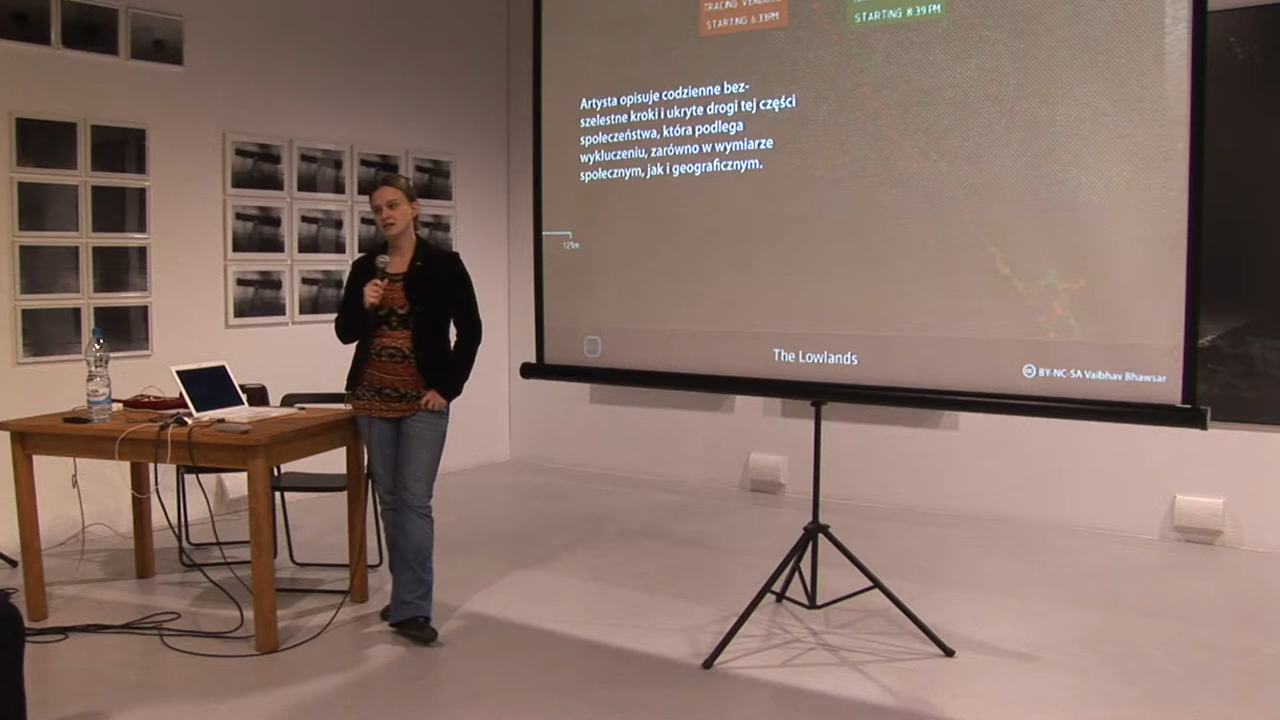 TRACING
STARTING 6:33PM
STARTING 8:39PM
Artysta opisuje codzienne bez-
szelestne kroki i ukryte drogi tej części
społeczeństwa, która podlega
wykluczeniu, zarówno w wymiarze
społecznym, jak i geograficznym.
125m
The Lowlands
cc BY-NC-SA Vaibhav Bhawsar